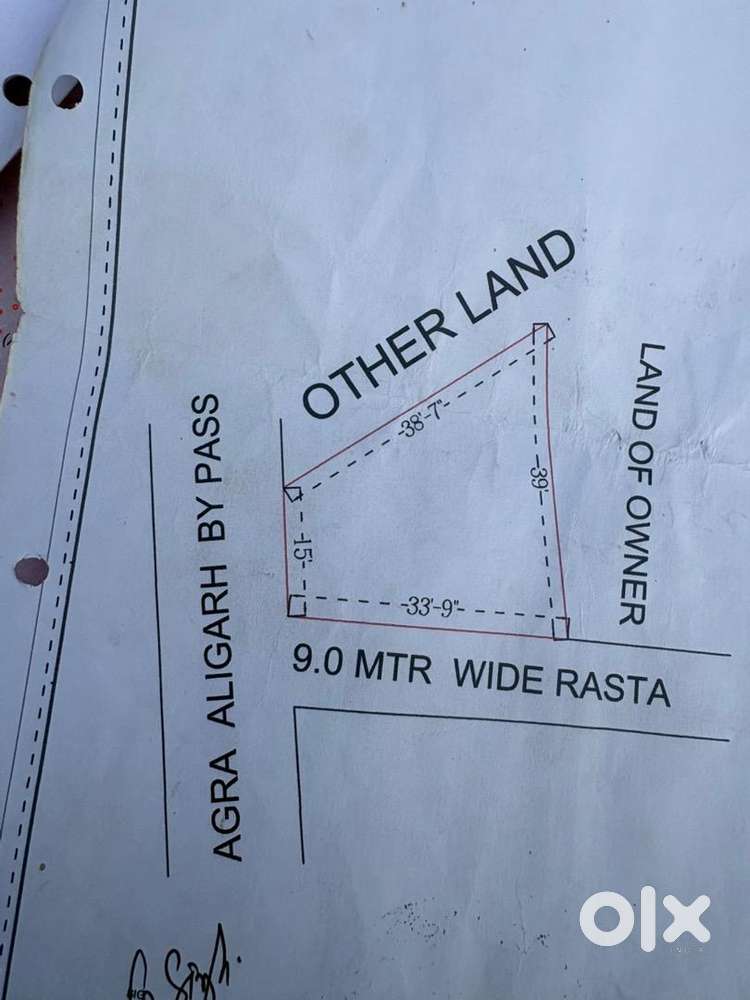 OTHER LAND
38'-7"
39'
LAND OF OWNER
AGRA ALIGARH BY PASS
15'
33'-9"
9.0 MTR WIDE RASTA
olx
INDIA